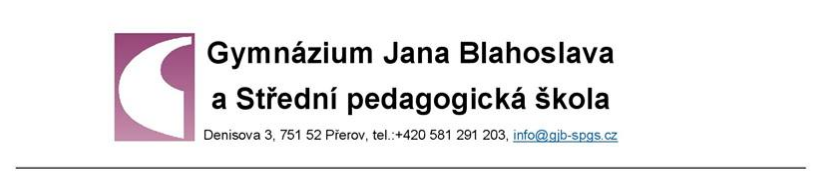 Gymnázium Jana Blahoslava
a Střední pedagogická škola
Denisova 3, 751 52 Přerov, tel.:+420 581 291 203, info@gjb-spgs.cz